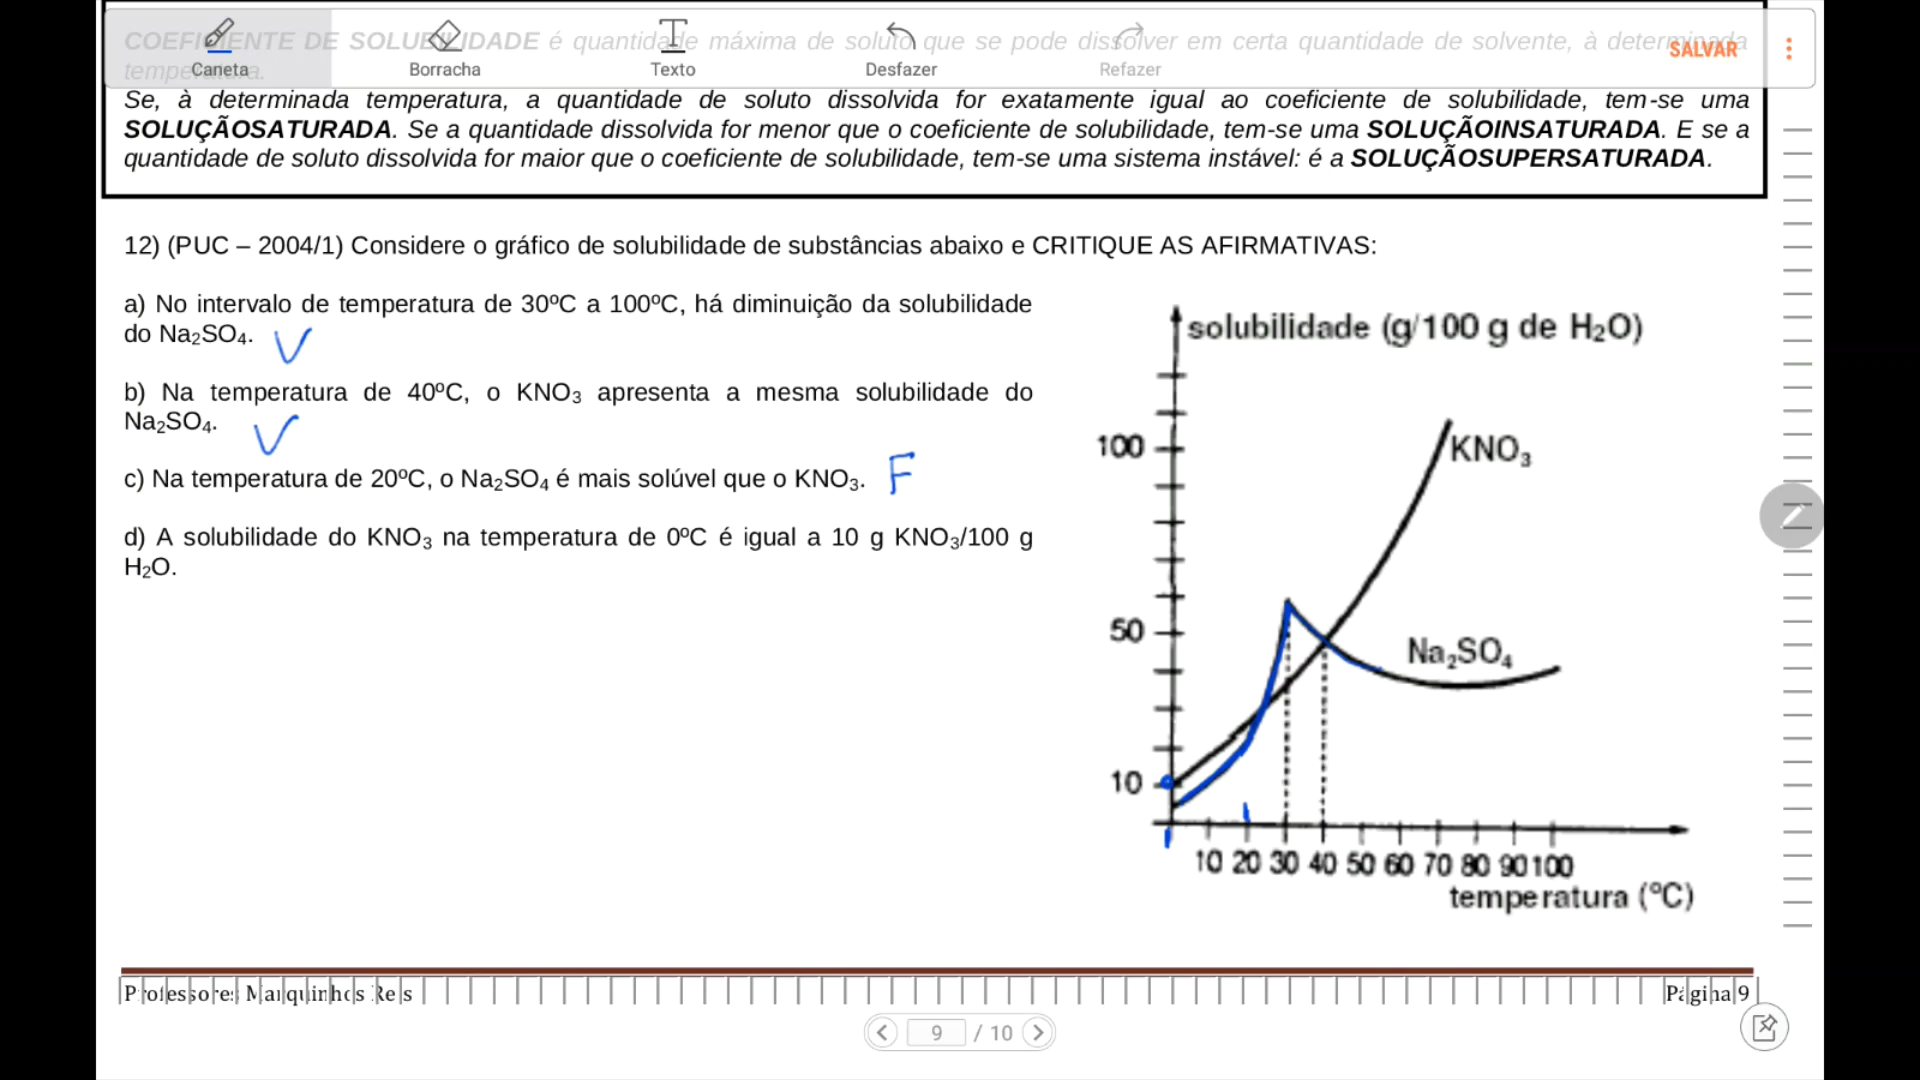 COEFICIENTE DE SOLUBILIDADE é quantidade máxima de soluto que se pode dissolver em certa quantidade de solvente, à determinada
temperatura.
Caneta
Borracha
Texto
Desfazer
Refazer
SALVAR
Se, à determinada temperatura, a quantidade de soluto dissolvida for exatamente igual ao coeficiente de solubilidade, tem-se uma
SOLUÇÃOSATURADA. Se a quantidade dissolvida for menor que o coeficiente de solubilidade, tem-se uma SOLUÇÃOINSATURADA. E se a
quantidade de soluto dissolvida for maior que o coeficiente de solubilidade, tem-se uma sistema instável: é a SOLUÇÃOSUPERSATURADA.
12) (PUC – 2004/1) Considere o gráfico de solubilidade de substâncias abaixo e CRITIQUE AS AFIRMATIVAS:
a) No intervalo de temperatura de 30ºC a 100ºC, há diminuição da solubilidade
do Na₂SO₄. V
b) Na temperatura de 40ºC, o KNO₃ apresenta a mesma solubilidade do
Na₂SO₄. V
c) Na temperatura de 20ºC, o Na₂SO₄ é mais solúvel que o KNO₃. F
d) A solubilidade do KNO₃ na temperatura de 0ºC é igual a 10 g KNO₃/100 g
H₂O.
solubilidade (g/100 g de H₂O)
100
KNO₃
50
Na₂SO₄
10
10 20 30 40 50 60 70 80 90 100
temperatura (ºC)
Professores Marquinhos Reis
Página 9
9 / 10